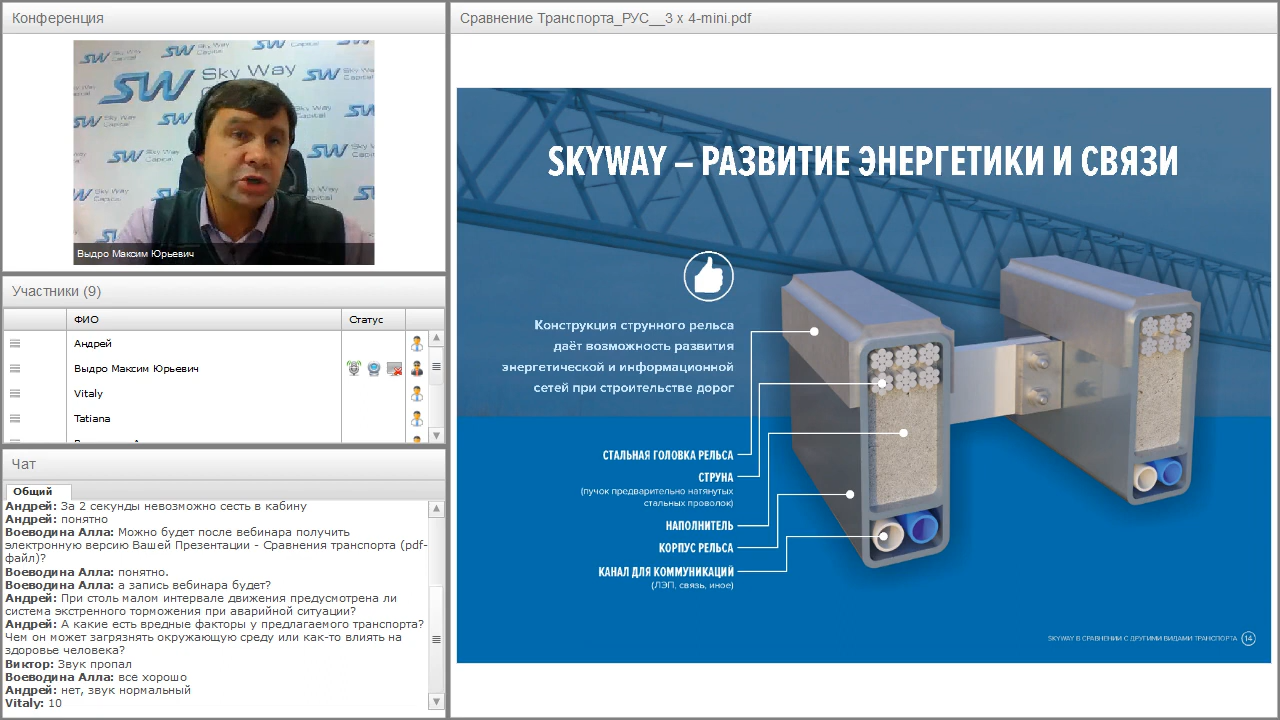 Конференция
SW
Sky Way
Capital
Выдро Максим Юрьевич
Участники (9)
ФИО
Статус
Андрей
Выдро Максим Юрьевич
Vitaly
Tatiana
Чат
Общий
Андрей: За 2 секунды невозможно сесть в кабину
Андрей: понятно
Воеводина Алла: Можно будет после вебинара получить
электронную версию Вашей Презентации - Сравнения транспорта (pdf-
файл)?
Воеводина Алла: понятно.
Воеводина Алла: а запись вебинара будет?
Андрей: При столь малом интервале движения предусмотрена ли
система экстренного торможения при аварийной ситуации?
Андрей: А какие есть вредные факторы у предлагаемого транспорта?
Чем он может загрязнять окружающую среду или как-то влиять на
здоровье человека?
Виктор: Звук пропал
Воеводина Алла: все хорошо
Андрей: нет, звук нормальный
Vitaly: 10
Сравнение Транспорта_РУС__3 x 4-mini.pdf
SKYWAY – РАЗВИТИЕ ЭНЕРГЕТИКИ И СВЯЗИ
Конструкция струнного рельса
даёт возможность развития
энергетической и информационной
сетей при строительстве дорог
СТАЛЬНАЯ ГОЛОВКА РЕЛЬСА
СТРУНА
(пучок предварительно натянутых
стальных проволок)
НАПОЛНИТЕЛЬ
КОРПУС РЕЛЬСА
КАНАЛ ДЛЯ КОММУНИКАЦИЙ
(ЛЭП, связь, иное)
SKYWAY В СРАВНЕНИИ С ДРУГИМИ ВИДАМИ ТРАНСПОРТА 14